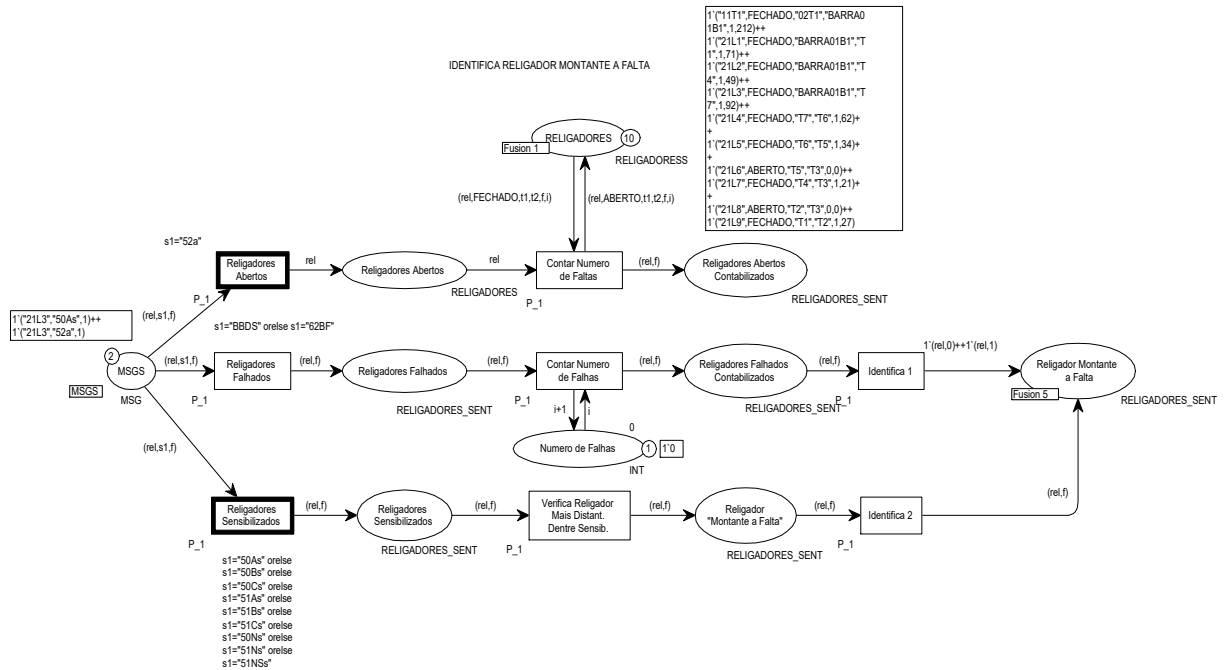 1`("11T1",FECHADO,"02T1","BARRA0
1B1",1,212)++
1`("21L1",FECHADO,"BARRA01B1","T
1",1,71)++
1`("21L2",FECHADO,"BARRA01B1","T
4",1,49)++
1`("21L3",FECHADO,"BARRA01B1","T
7",1,92)++
1`("21L4",FECHADO,"T7","T6",1,62)+
+
1`("21L5",FECHADO,"T6","T5",1,34)+
+
1`("21L6",ABERTO,"T5","T3",0,0)++
1`("21L7",FECHADO,"T4","T3",1,21)+
+
1`("21L8",ABERTO,"T2","T3",0,0)++
1`("21L9",FECHADO,"T1","T2",1,27)
IDENTIFICA RELIGADOR MONTANTE A FALTA
RELIGADORES
10
Fusion 1
RELIGADORESS
(rel,FECHADO,t1,t2,f,i)
(rel,ABERTO,t1,t2,f,i)
s1="52a"
Religadores
Abertos
P_1
rel
Religadores Abertos
RELIGADORES
rel
Contar Numero
de Faltas
P_1
(rel,f)
Religadores Abertos
Contabilizados
RELIGADORES_SENT
1`("21L3","50As",1)++
1`("21L3","52a",1)
2
MSGS
MSGS
MSG
(rel,s1,f)
(rel,s1,f)
(rel,s1,f)
s1="BBDS" orelse s1="62BF"
Religadores
Falhados
P_1
(rel,f)
Religadores Falhados
RELIGADORES_SENT
(rel,f)
Contar Numero
de Falhas
P_1
(rel,f)
Religadores Falhados
Contabilizados
RELIGADORES_SENT
(rel,f)
Identifica 1
P_1
1`(rel,0)++1`(rel,1)
Religador Montante
a Falta
Fusion 5
RELIGADORES_SENT
i+1
i
Numero de Falhas
0
1
1`0
INT
Religadores
Sensibilizados
P_1
(rel,f)
Religadores
Sensibilizados
RELIGADORES_SENT
(rel,f)
Verifica Religador
Mais Distant.
Dentre Sensib.
P_1
(rel,f)
Religador
"Montante a Falta"
RELIGADORES_SENT
(rel,f)
Identifica 2
P_1
(rel,f)
s1="50As" orelse
s1="50Bs" orelse
s1="50Cs" orelse
s1="51As" orelse
s1="51Bs" orelse
s1="51Cs" orelse
s1="50Ns" orelse
s1="51Ns" orelse
s1="51NSs"